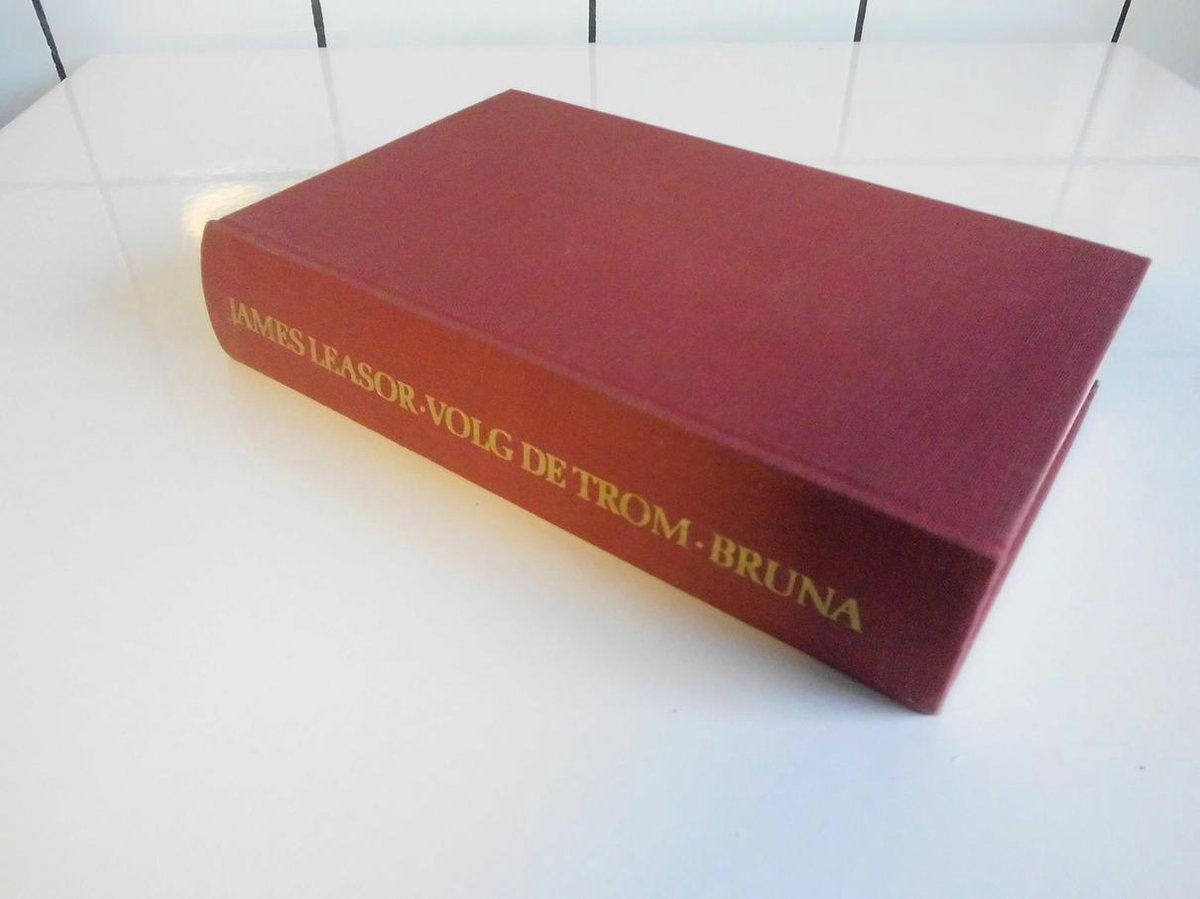 JAMES LEASOR · VOLG DE TROM · BRUNA